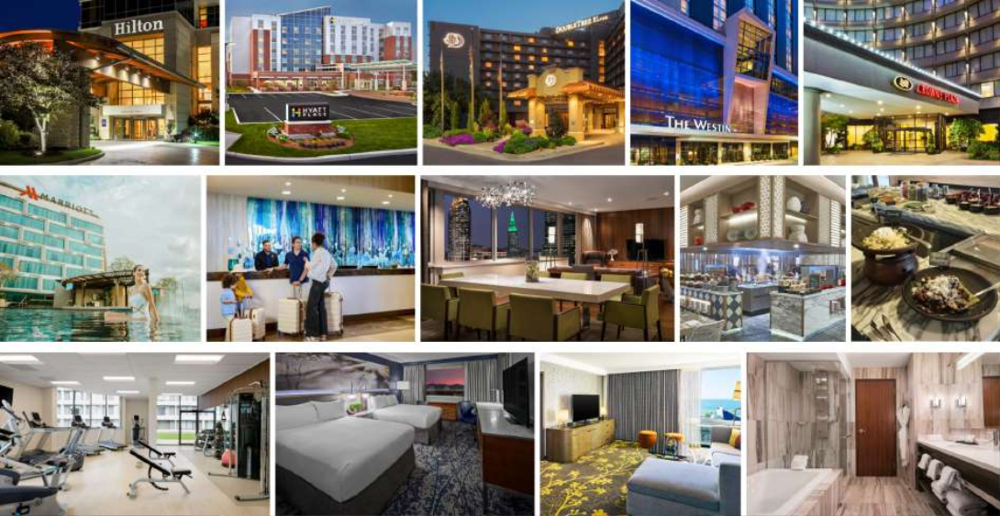 Hilton
HYATT
PLACE
DOUBLETREE
THE WESTIN
CROWNE PLAZA
MARRIOTT